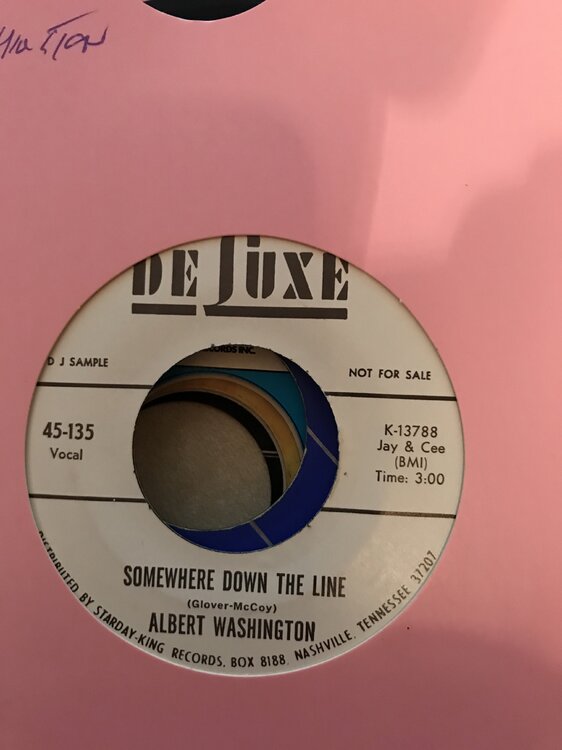 DE LUXE
D J SAMPLE
NOT FOR SALE
45-135
Vocal
K-13788
Jay & Cee
(BMI)
Time: 3:00
SOMEWHERE DOWN THE LINE
(Glover-McCoy)
ALBERT WASHINGTON
DISTRIBUTED BY STARDAY-KING RECORDS, BOX 8188, NASHVILLE, TENNESSEE 37207